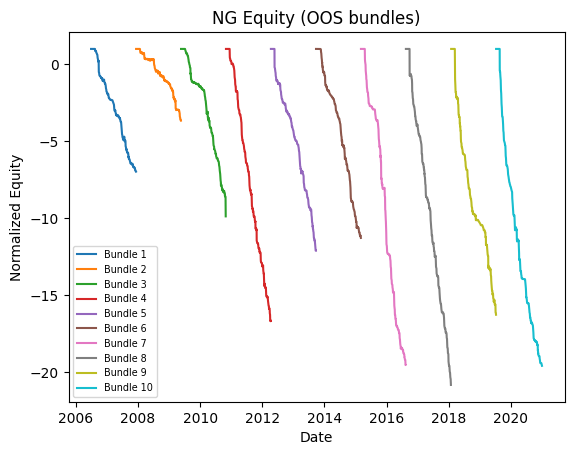 NG Equity (OOS bundles)
Normalized Equity
0
−5
−10
−15
−20
Bundle 1
Bundle 2
Bundle 3
Bundle 4
Bundle 5
Bundle 6
Bundle 7
Bundle 8
Bundle 9
Bundle 10
2006 2008 2010 2012 2014 2016 2018 2020
Date